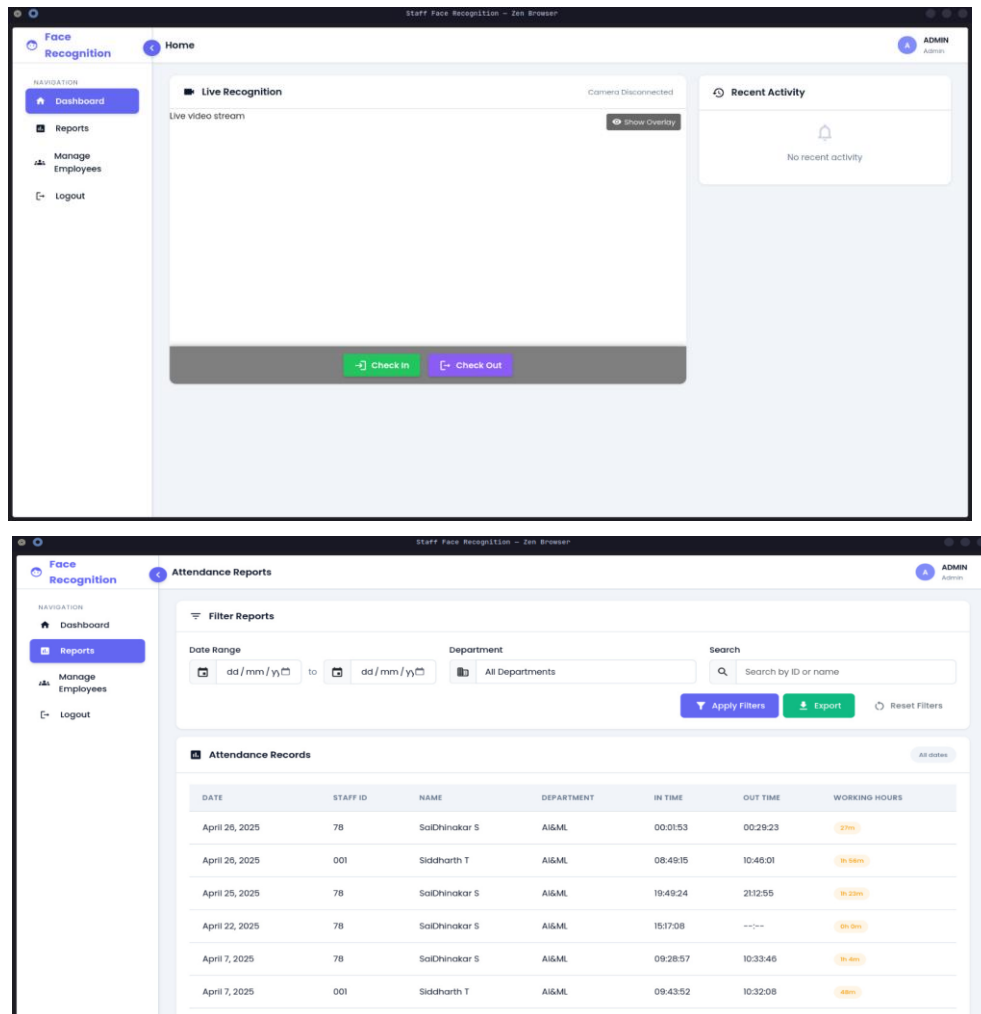 Staff Face Recognition — Zen Browser
Face
Recognition
Home
A
ADMIN
Admin
NAVIGATION
Dashboard
Reports
Manage
Employees
Logout
Live Recognition
Camera Disconnected
Live video stream
Show Overlay
Check In
Check Out
Recent Activity
No recent activity
Staff Face Recognition — Zen Browser
Face
Recognition
Attendance Reports
A
ADMIN
Admin
NAVIGATION
Dashboard
Reports
Manage
Employees
Logout
Filter Reports
Date Range
Department
Search
dd/mm/yy to dd/mm/yy
All Departments
Search by ID or name
Apply Filters
Export
Reset Filters
Attendance Records
All dates
DATE STAFF ID NAME DEPARTMENT IN TIME OUT TIME WORKING HOURS
April 26, 2025 78 SaiDhinakar S AI&ML 00:01:53 00:29:23 27m
April 26, 2025 001 Siddharth T AI&ML 08:49:15 10:46:01 1h 56m
April 25, 2025 78 SaiDhinakar S AI&ML 19:49:24 21:12:55 1h 23m
April 22, 2025 78 SaiDhinakar S AI&ML 15:17:08 --:-- 0h 0m
April 7, 2025 78 SaiDhinakar S AI&ML 09:28:57 10:33:46 1h 4m
April 7, 2025 001 Siddharth T AI&ML 09:43:52 10:32:08 48m